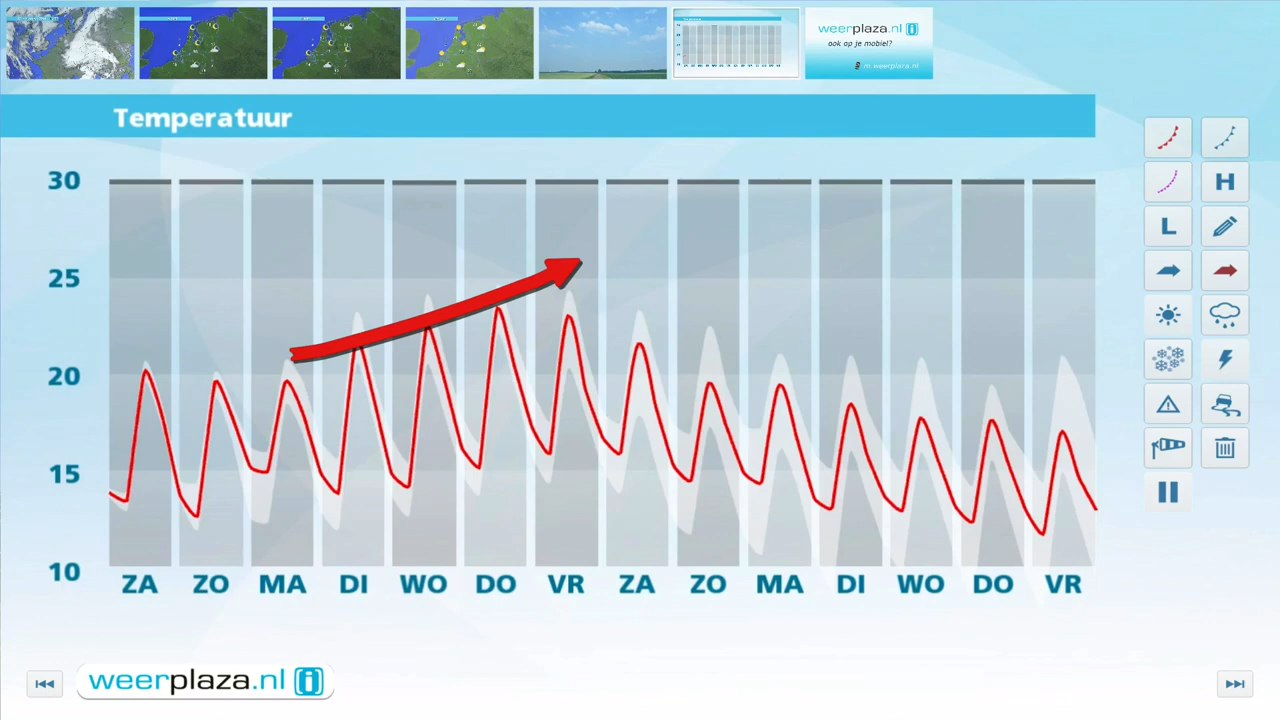 weerplaza.nl i
ook op je mobiel?
m.weerplaza.nl
Temperatuur
30
25
20
15
10
ZA ZO MA DI WO DO VR ZA ZO MA DI WO DO VR
H
L
weerplaza.nl i